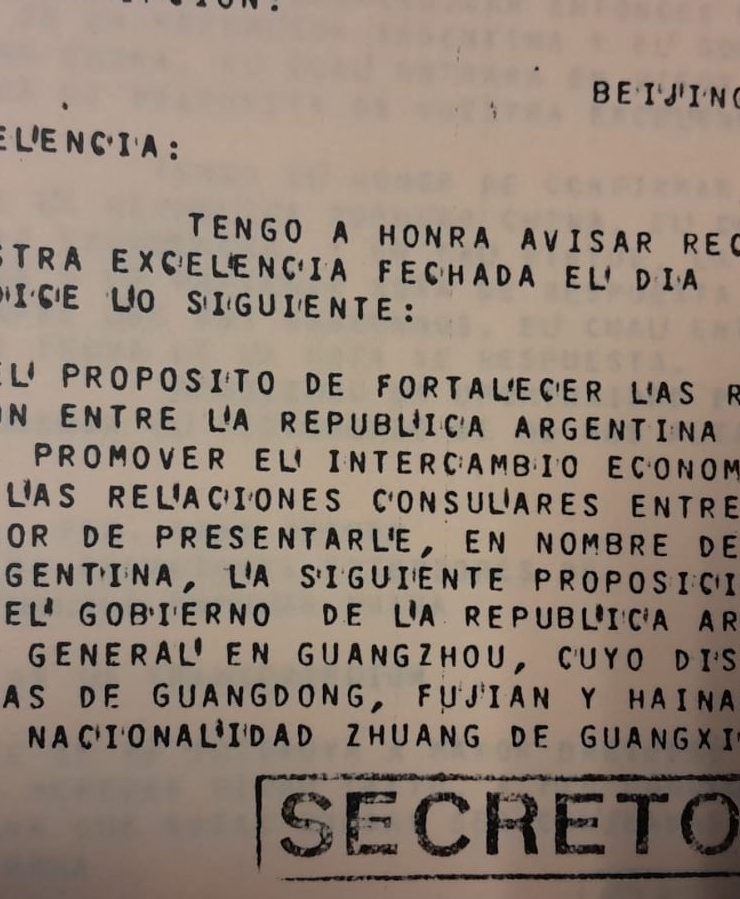 BEIJING
ELENCIA:
TENGO A HONRA AVISAR REC
STRA EXCELENCIA FECHADA EL DIA
DICE LO SIGUIENTE:
EL PROPOSITO DE FORTALECER LAS R
ON ENTRE LA REPUBLICA ARGENTINA
PROMOVER EL INTERCAMBIO ECONOM
LAS RELACIONES CONSULARES ENTRE
OR DE PRESENTARLE, EN NOMBRE DE
GENTINA, LA SIGUIENTE PROPOSICI
EL GOBIERNO DE LA REPUBLICA AR
GENERAL EN GUANGZHOU, CUYO DIS
AS DE GUANGDONG, FUJIAN Y HAINA
NACIONALIDAD ZHUANG DE GUANGXI
SECRETO